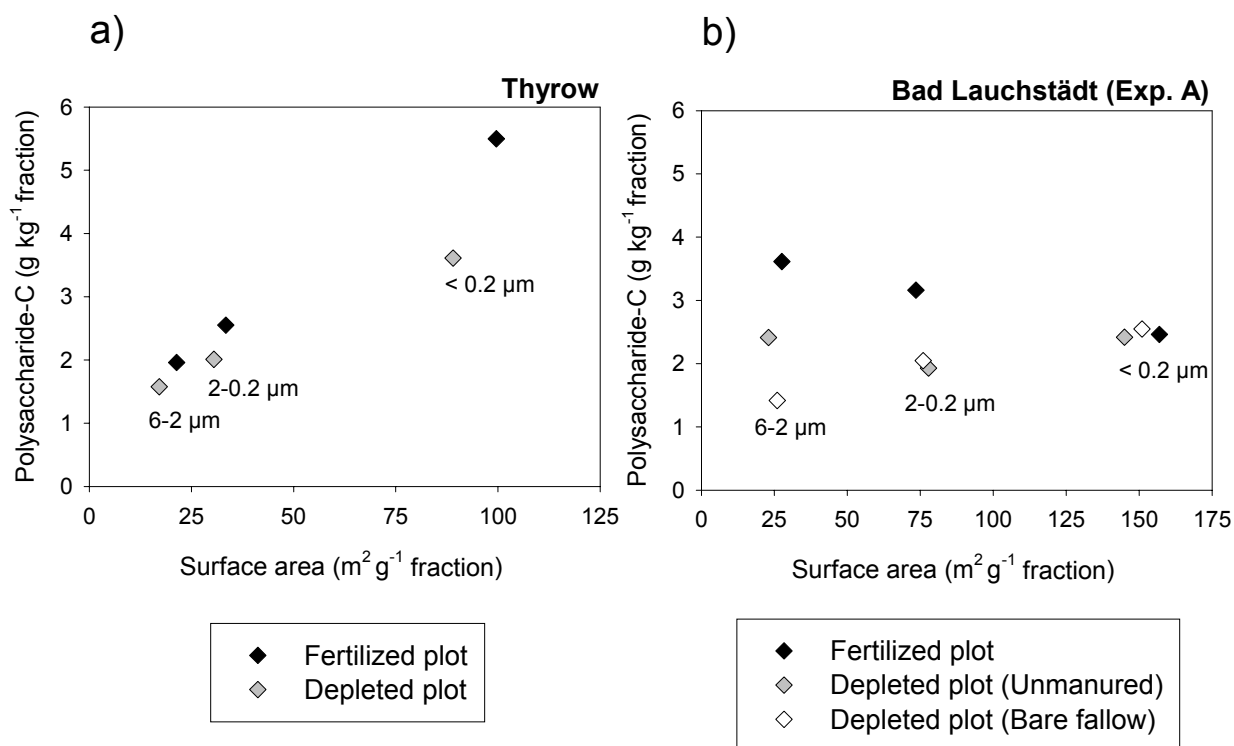 a)
Thyrow
Polysaccharide-C (g kg⁻¹ fraction)
6
5
4
3
2
1
0
< 0.2 µm
2-0.2 µm
6-2 µm
0 25 50 75 100 125
Surface area (m² g⁻¹ fraction)
Fertilized plot
Depleted plot
b)
Bad Lauchstädt (Exp. A)
Polysaccharide-C (g kg⁻¹ fraction)
6
5
4
3
2
1
0
< 0.2 µm
2-0.2 µm
6-2 µm
0 25 50 75 100 125 150 175
Surface area (m² g⁻¹ fraction)
Fertilized plot
Depleted plot (Unmanured)
Depleted plot (Bare fallow)